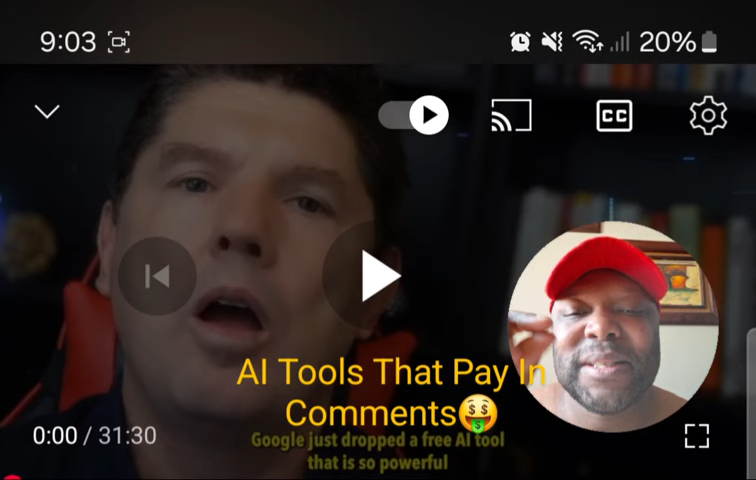 9:03
20%
CC
AI Tools That Pay In
Comments🤑
Google just dropped a free AI tool
that is so powerful
0:00 / 31:30